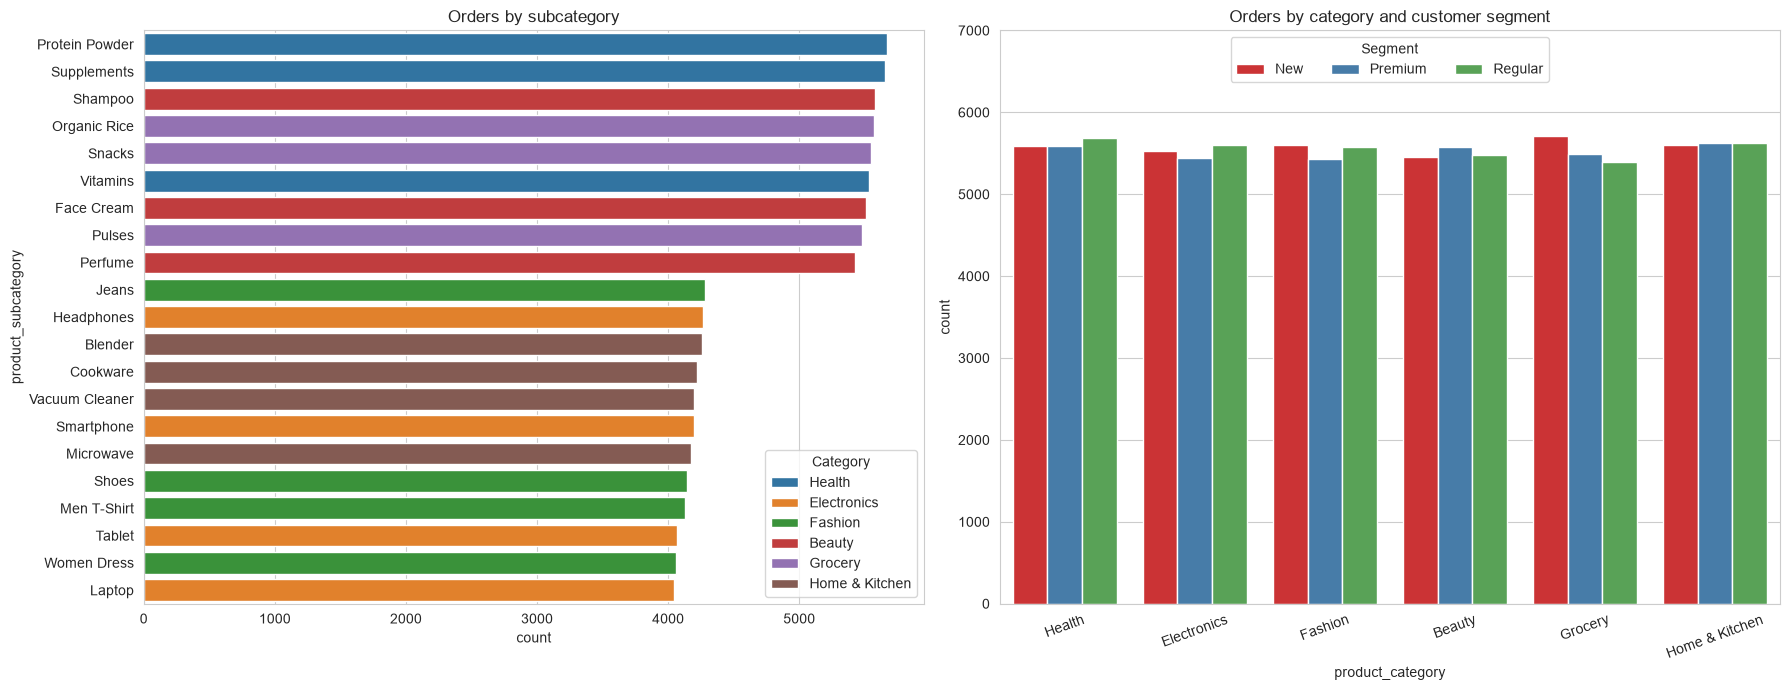 Orders by subcategory
product_subcategory
Protein Powder
Supplements
Shampoo
Organic Rice
Snacks
Vitamins
Face Cream
Pulses
Perfume
Jeans
Headphones
Blender
Cookware
Vacuum Cleaner
Smartphone
Microwave
Shoes
Men T-Shirt
Tablet
Women Dress
Laptop
Category
Health
Electronics
Fashion
Beauty
Grocery
Home & Kitchen
0 1000 2000 3000 4000 5000
count
Orders by category and customer segment
Segment
New Premium Regular
count
7000
6000
5000
4000
3000
2000
1000
0
Health Electronics Fashion Beauty Grocery Home & Kitchen
product_category